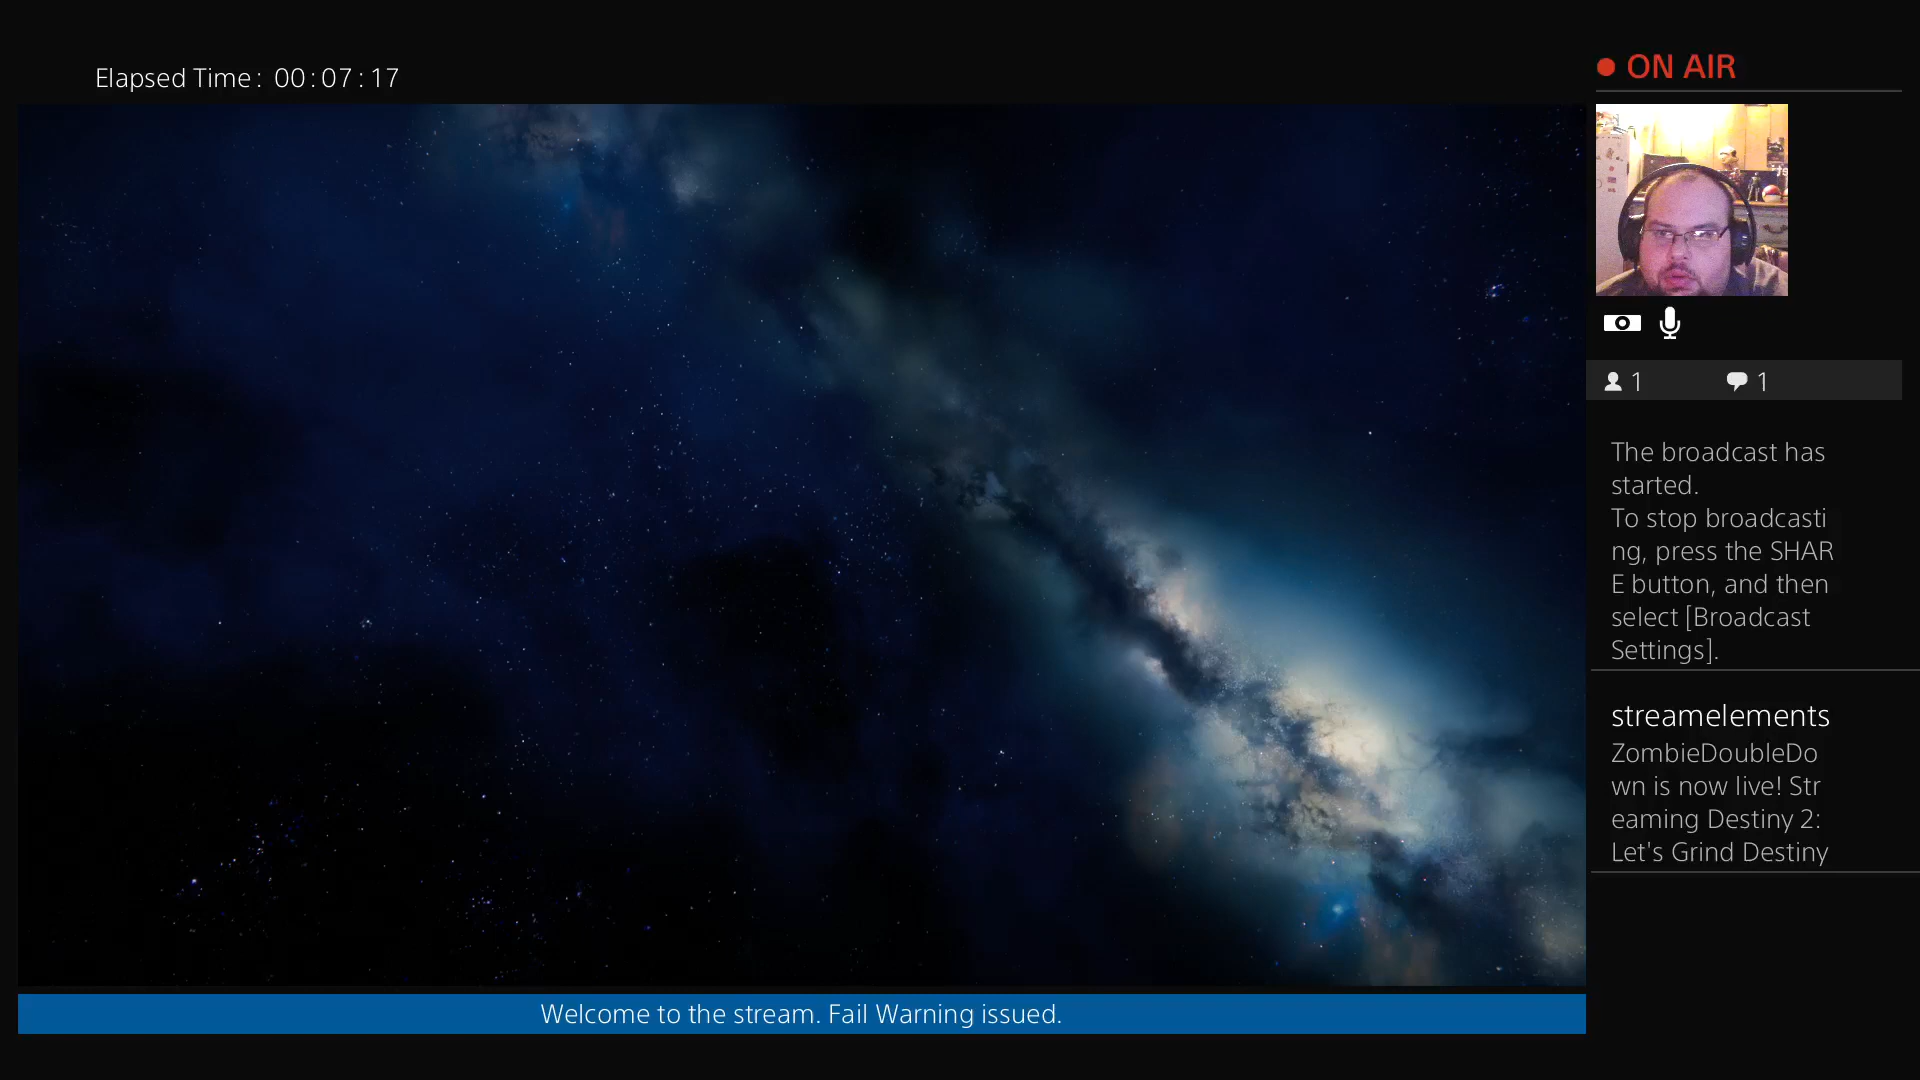 Elapsed Time: 00:07:17
ON AIR
1 1
The broadcast has
started.
To stop broadcasti
ng, press the SHAR
E button, and then
select [Broadcast
Settings].
streamelements
ZombieDoubleDo
wn is now live! Str
eaming Destiny 2:
Let's Grind Destiny
Welcome to the stream. Fail Warning issued.